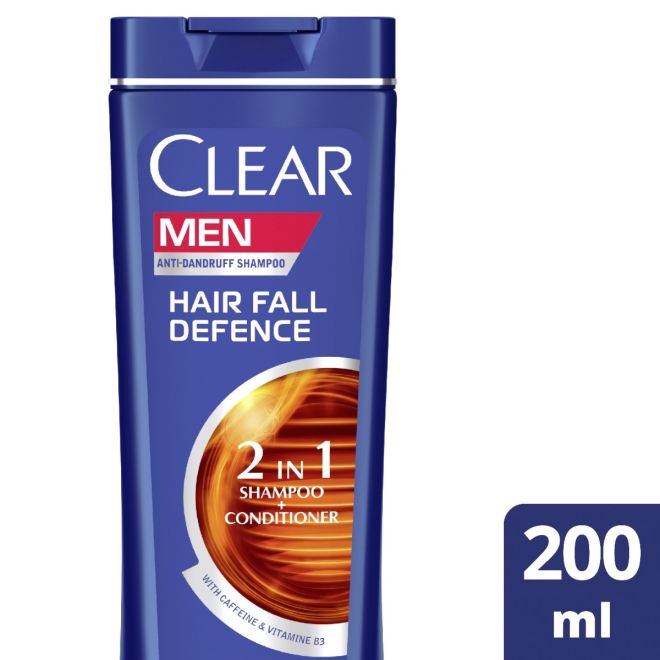 CLEAR
MEN
ANTI-DANDRUFF SHAMPOO
HAIR FALL
DEFENCE
2 IN 1
SHAMPOO
+
CONDITIONER
WITH CAFFEINE & VITAMINE B3
200
ml